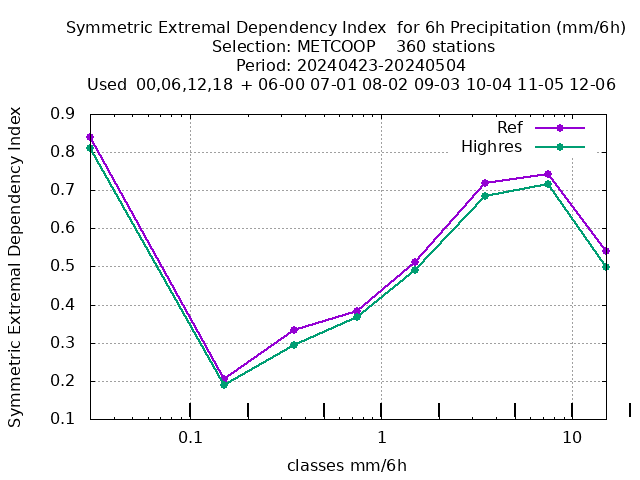 Symmetric Extremal Dependency Index  for 6h Precipitation (mm/6h)
Selection: METCOOP    360 stations
Period: 20240423-20240504
Used  00,06,12,18  + 06-00 07-01 08-02 09-03 10-04 11-05 12-06
Symmetric Extremal Dependency Index
0.9
0.8
0.7
0.6
0.5
0.4
0.3
0.2
0.1
Ref
Highres
0.1 1 10
classes mm/6h